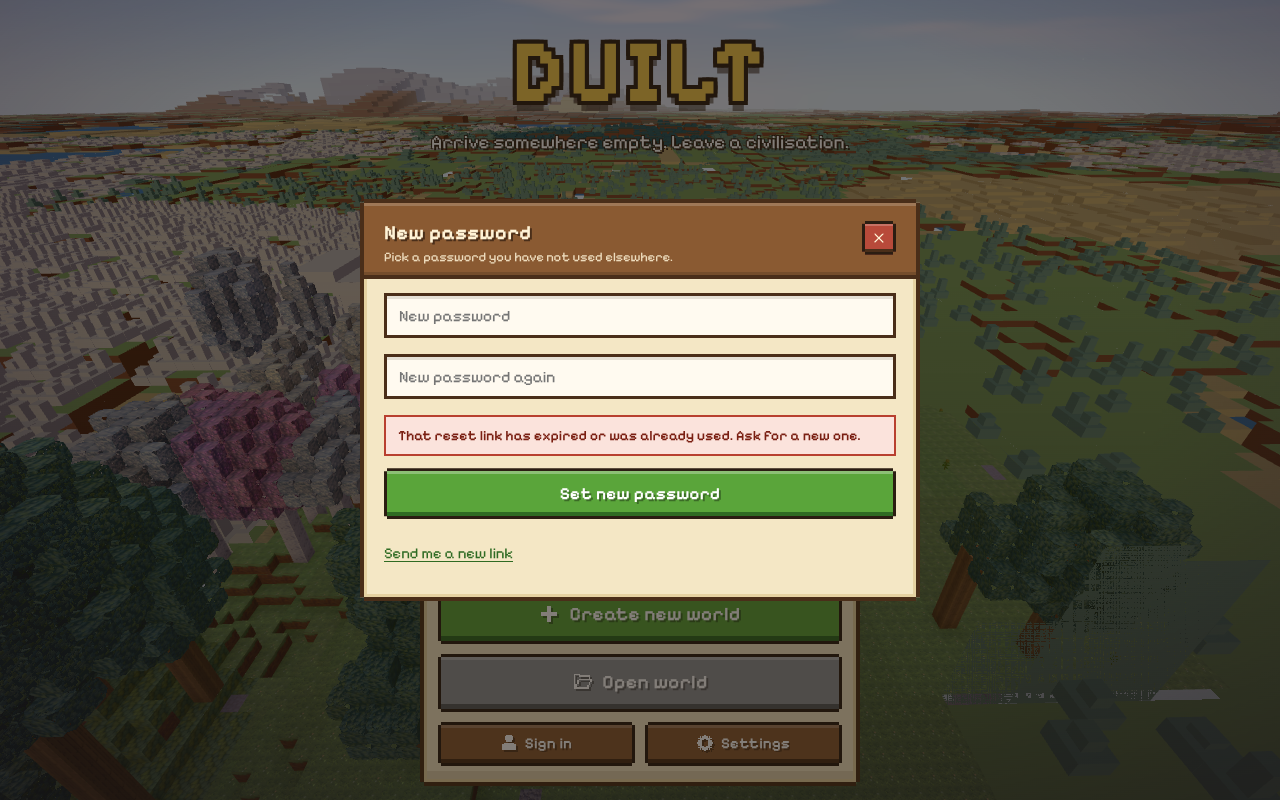 DUILT
Arrive somewhere empty. Leave a civilisation.
New password
Pick a password you have not used elsewhere.
New password
New password again
That reset link has expired or was already used. Ask for a new one.
Set new password
Send me a new link
Create new world
Open world
Sign in
Settings